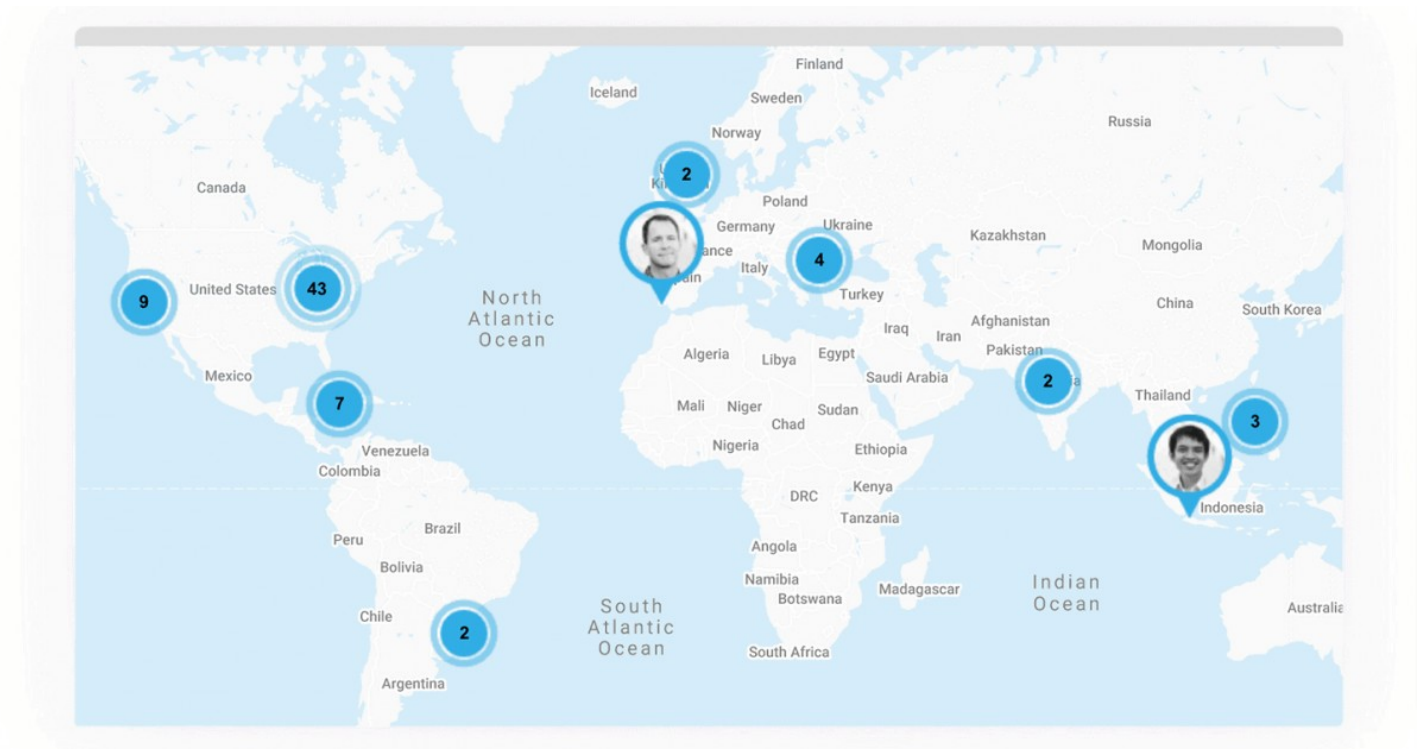 Finland
Iceland
Sweden
Russia
Norway
Canada
2
Poland
Germany
Ukraine
Kazakhstan
Mongolia
4
Italy
9
United States
43
Turkey
China
South Korea
North
Atlantic
Ocean
Afghanistan
Iraq
Iran
Pakistan
Algeria
Libya
Egypt
Saudi Arabia
Mexico
2
Thailand
7
Mali
Niger
Sudan
Chad
3
Nigeria
Ethiopia
Venezuela
Colombia
Kenya
DRC
Indonesia
Tanzania
Brazil
Peru
Angola
Bolivia
Namibia
Botswana
Madagascar
Indian
Ocean
Chile
Australia
South
Atlantic
Ocean
2
South Africa
Argentina